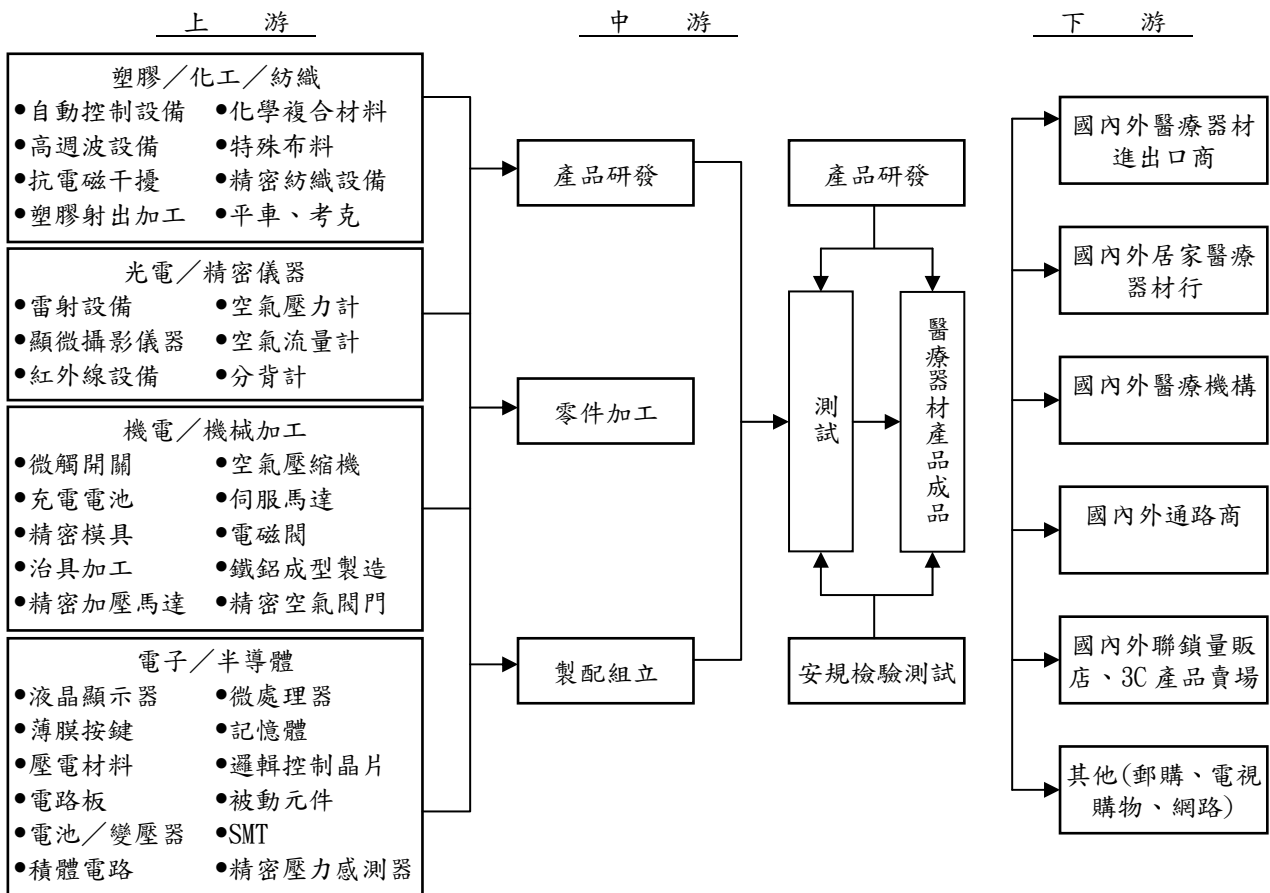 上　游
中　游
下　游
塑膠／化工／紡織
●自動控制設備 ●化學複合材料
●高週波設備 ●特殊布料
●抗電磁干擾 ●精密紡織設備
●塑膠射出加工 ●平車、考克
光電／精密儀器
●雷射設備 ●空氣壓力計
●顯微攝影儀器 ●空氣流量計
●紅外線設備 ●分背計
機電／機械加工
●微觸開關 ●空氣壓縮機
●充電電池 ●伺服馬達
●精密模具 ●電磁閥
●治具加工 ●鐵鋁成型製造
●精密加壓馬達 ●精密空氣閥門
電子／半導體
●液晶顯示器 ●微處理器
●薄膜按鍵 ●記憶體
●壓電材料 ●邏輯控制晶片
●電路板 ●被動元件
●電池／變壓器 ●SMT
●積體電路 ●精密壓力感測器
產品研發
零件加工
製配組立
產品研發
測試
醫療器材產品成品
安規檢驗測試
國內外醫療器材
進出口商
國內外居家醫療
器材行
國內外醫療機構
國內外通路商
國內外聯鎖量販
店、3C 產品賣場
其他(郵購、電視
購物、網路)